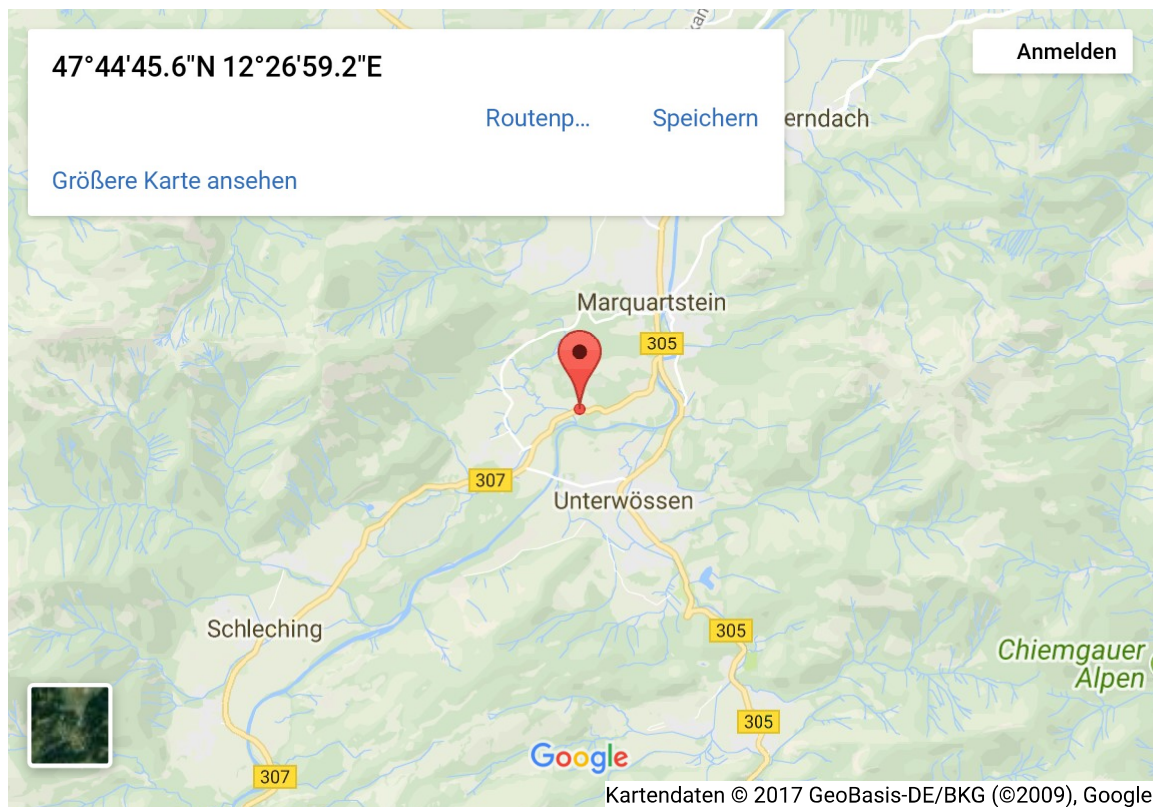 47°44'45.6"N 12°26'59.2"E
Anmelden
Routenp... Speichern
erndach
Größere Karte ansehen
Marquartstein
305
307
Unterwössen
Schleching
305
Chiemgauer
Alpen
305
Google
307
Kartendaten © 2017 GeoBasis-DE/BKG (©2009), Google